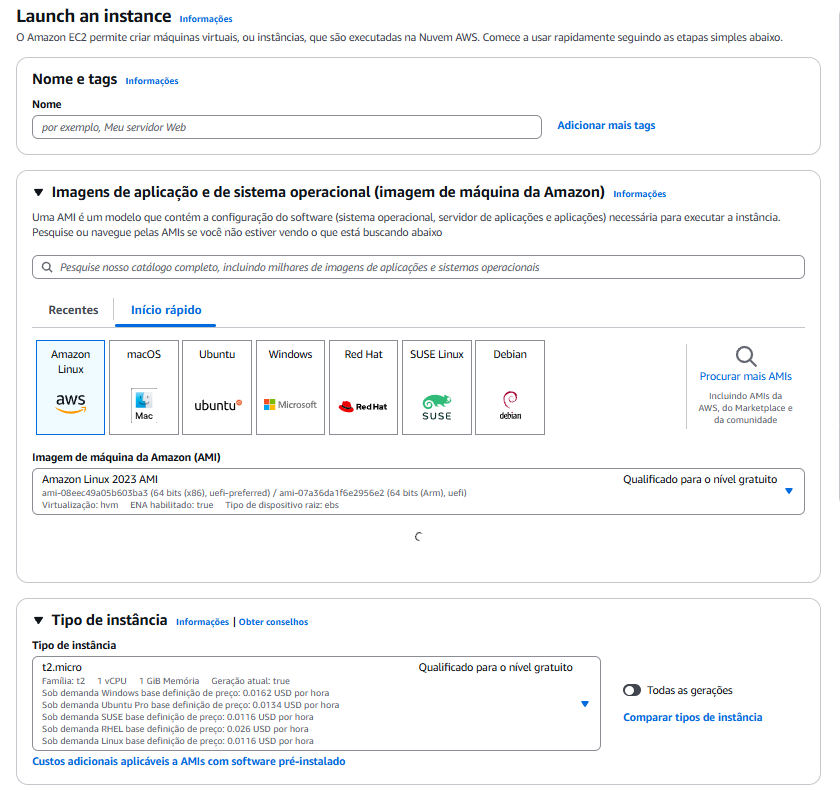 Launch an instance Informações
O Amazon EC2 permite criar máquinas virtuais, ou instâncias, que são executadas na Nuvem AWS. Comece a usar rapidamente seguindo as etapas simples abaixo.
Nome e tags Informações
Nome
por exemplo, Meu servidor Web
Adicionar mais tags
Imagens de aplicação e de sistema operacional (imagem de máquina da Amazon) Informações
Uma AMI é um modelo que contém a configuração do software (sistema operacional, servidor de aplicações e aplicações) necessária para executar a instância.
Pesquise ou navegue pelas AMIs se você não estiver vendo o que está buscando abaixo
Pesquise nosso catálogo completo, incluindo milhares de imagens de aplicações e sistemas operacionais
Recentes
Início rápido
Amazon
Linux
aws
macOS
Mac
Ubuntu
ubuntu
Windows
Microsoft
Red Hat
Red Hat
SUSE Linux
SUSE
Debian
debian
Procurar mais AMIs
Incluindo AMIs da
AWS, do Marketplace e
da comunidade
Imagem de máquina da Amazon (AMI)
Amazon Linux 2023 AMI
Qualificado para o nível gratuito
ami-08eec49a05b603ba3 (64 bits (x86), uefi-preferred) / ami-07a36da1f6e2956e2 (64 bits (Arm), uefi)
Virtualização: hvm ENA habilitado: true Tipo de dispositivo raiz: ebs
Tipo de instância Informações | Obter conselhos
Tipo de instância
t2.micro
Qualificado para o nível gratuito
Família: t2 1 vCPU 1 GiB Memória Geração atual: true
Sob demanda Windows base definição de preço: 0.0162 USD por hora
Sob demanda Ubuntu Pro base definição de preço: 0.0134 USD por hora
Sob demanda SUSE base definição de preço: 0.0116 USD por hora
Sob demanda RHEL base definição de preço: 0.026 USD por hora
Sob demanda Linux base definição de preço: 0.0116 USD por hora
Todas as gerações
Comparar tipos de instância
Custos adicionais aplicáveis a AMIs com software pré-instalado